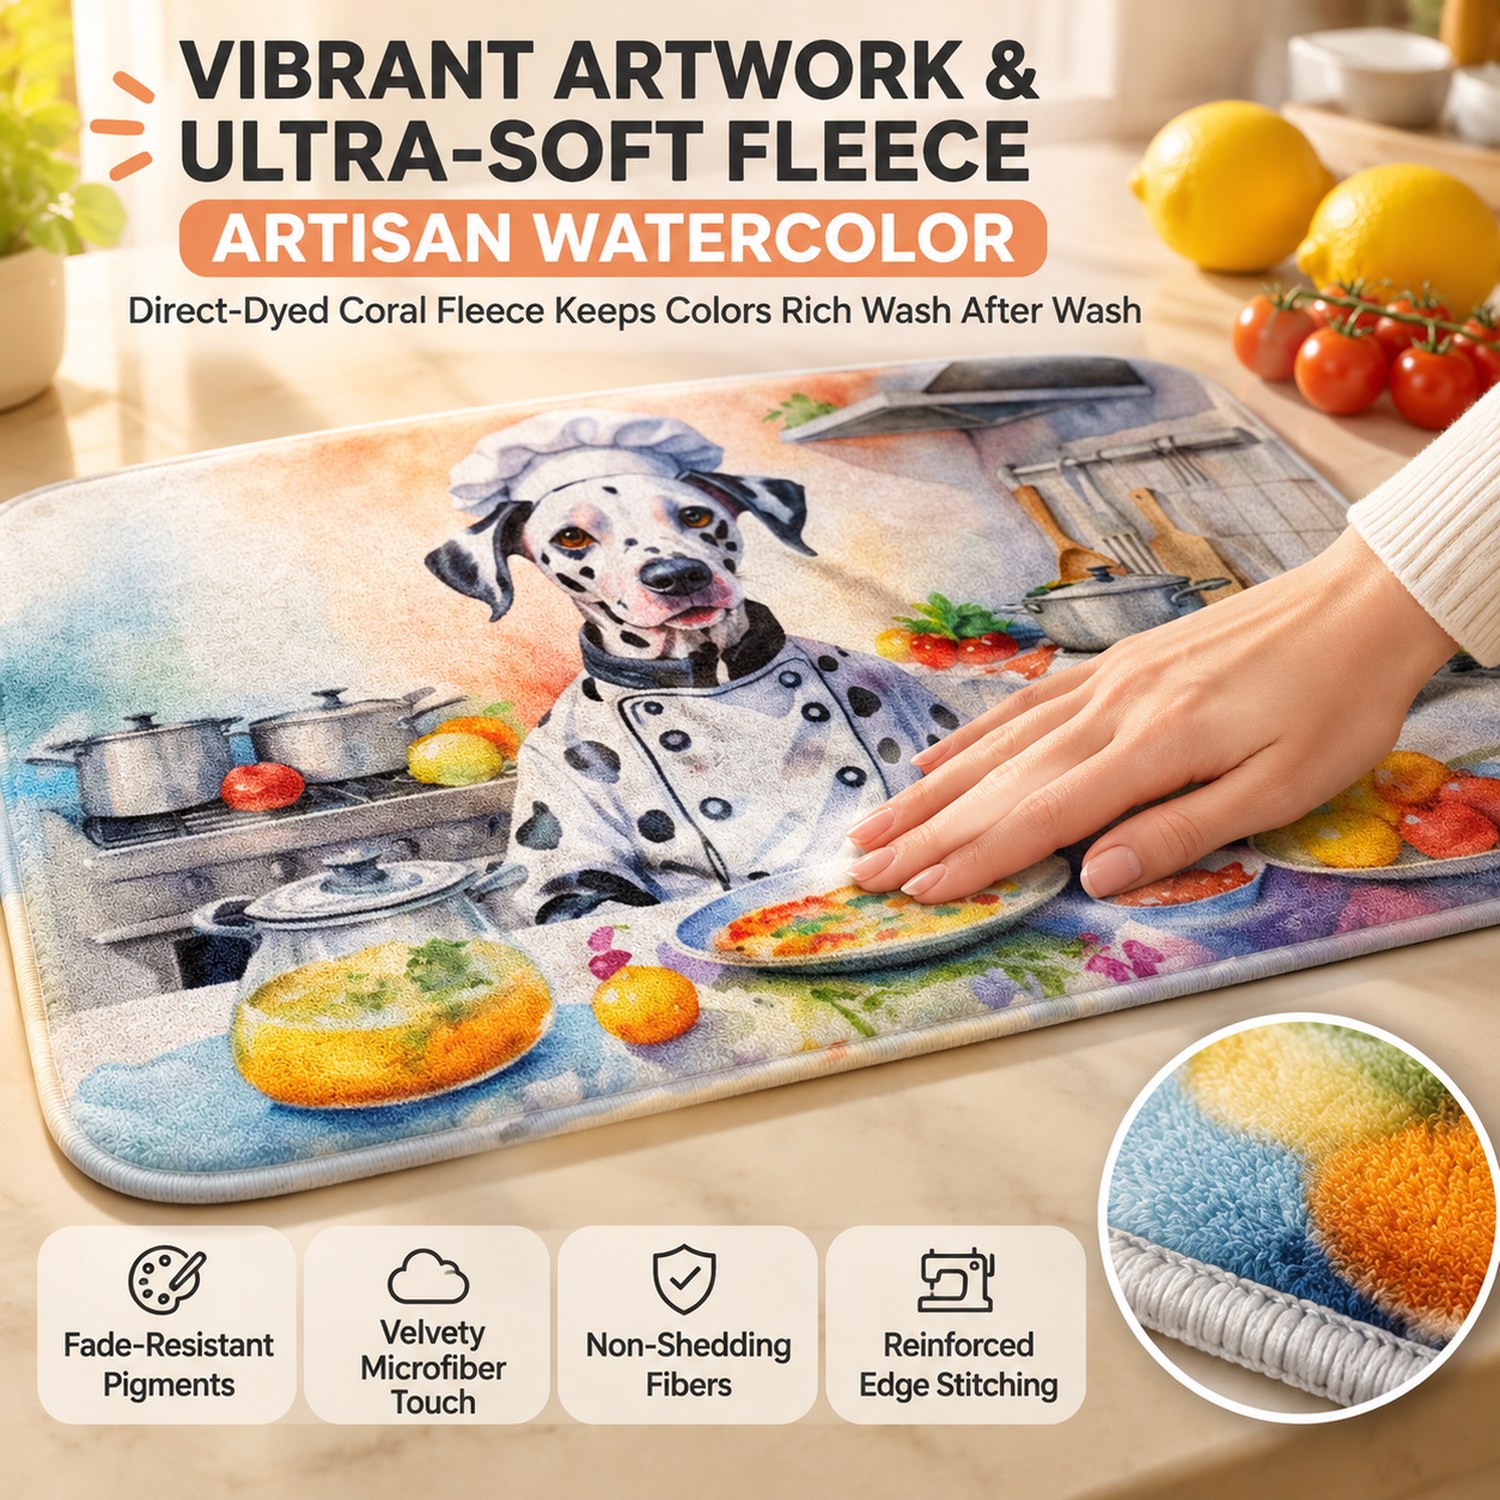 VIBRANT ARTWORK &
ULTRA-SOFT FLEECE
ARTISAN WATERCOLOR
Direct-Dyed Coral Fleece Keeps Colors Rich Wash After Wash
Fade-Resistant
Pigments
Velvety
Microfiber
Touch
Non-Shedding
Fibers
Reinforced
Edge Stitching